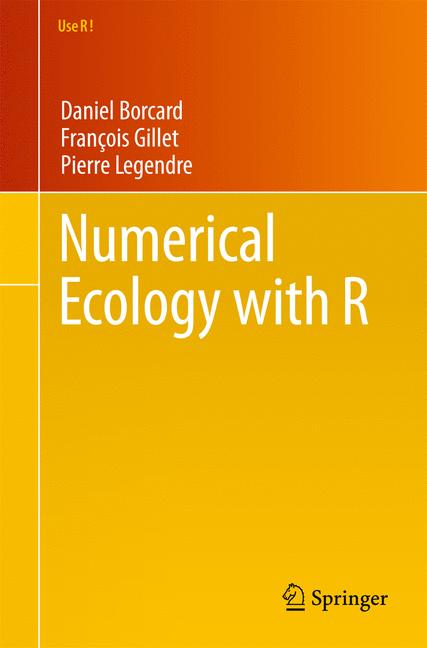 Use R!
Daniel Borcard
François Gillet
Pierre Legendre
Numerical
Ecology with R
Springer